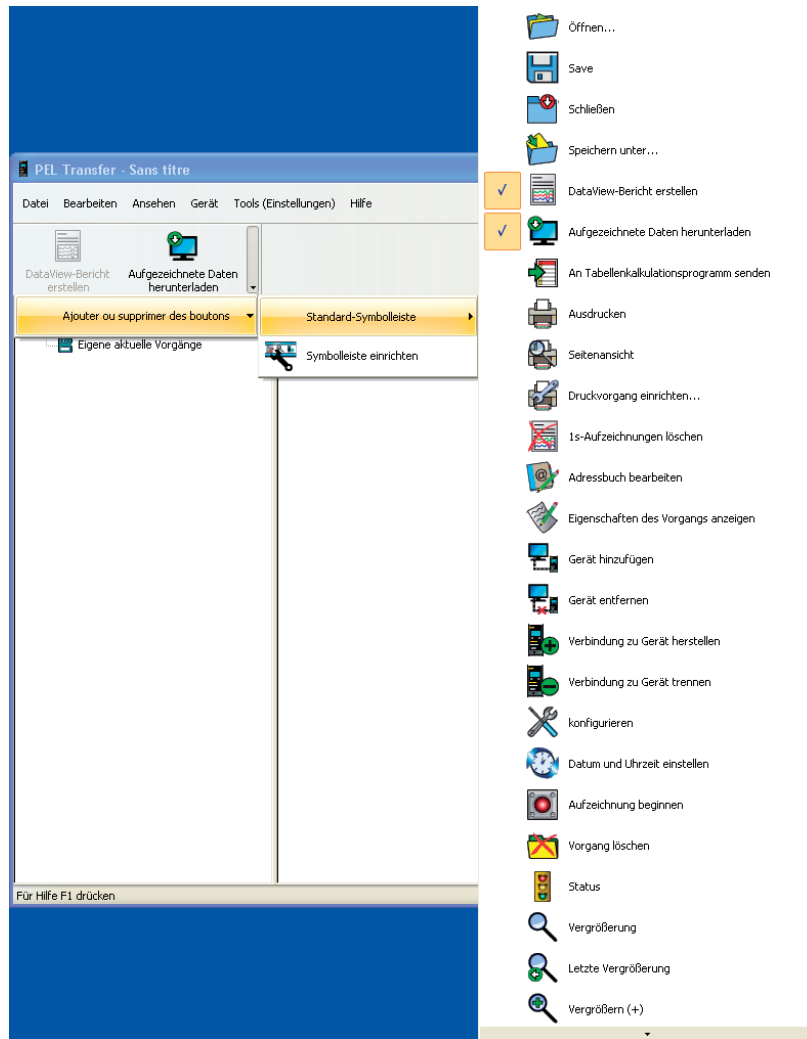 PEL Transfer - Sans titre
Datei Bearbeiten Ansehen Gerät Tools (Einstellungen) Hilfe
DataView-Bericht
erstellen
Aufgezeichnete Daten
herunterladen
Ajouter ou supprimer des boutons
Standard-Symbolleiste
Eigene aktuelle Vorgänge
Symbolleiste einrichten
Für Hilfe F1 drücken
Öffnen...
Save
Schließen
Speichern unter...
DataView-Bericht erstellen
Aufgezeichnete Daten herunterladen
An Tabellenkalkulationsprogramm senden
Ausdrucken
Seitenansicht
Druckvorgang einrichten...
1s-Aufzeichnungen löschen
Adressbuch bearbeiten
Eigenschaften des Vorgangs anzeigen
Gerät hinzufügen
Gerät entfernen
Verbindung zu Gerät herstellen
Verbindung zu Gerät trennen
konfigurieren
Datum und Uhrzeit einstellen
Aufzeichnung beginnen
Vorgang löschen
Status
Vergrößerung
Letzte Vergrößerung
Vergrößern (+)